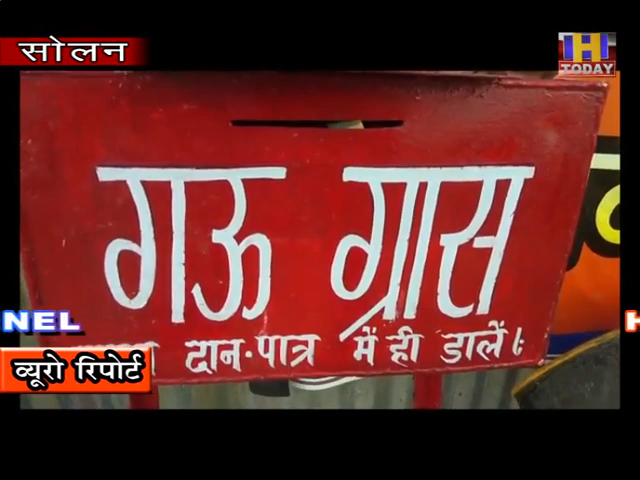 सोलन
H
TODAY
गऊ ग्रास
दान-पात्र में ही डालें।
NEL
H
व्यूरो रिपोर्ट